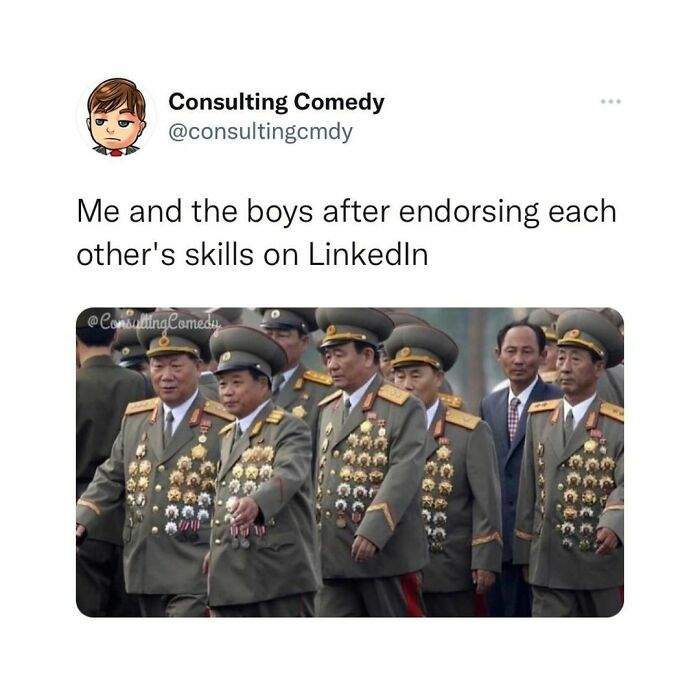 Consulting Comedy
@consultingcmdy
Me and the boys after endorsing each
other's skills on LinkedIn
@ConsultingComedy